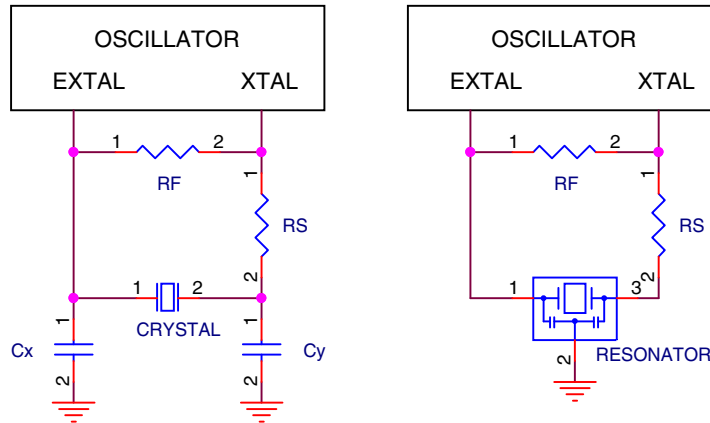 OSCILLATOR
EXTAL XTAL
1 2
RF
1
RS
2
1 2
CRYSTAL
1 1
Cx Cy
2 2
OSCILLATOR
EXTAL XTAL
1 2
RF
1
RS
2
1 3
2
RESONATOR